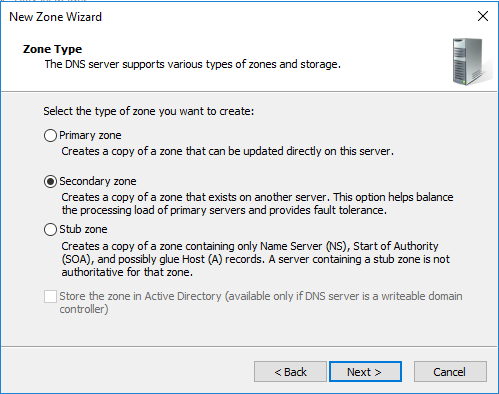 New Zone Wizard
Zone Type
The DNS server supports various types of zones and storage.
Select the type of zone you want to create:
Primary zone
Creates a copy of a zone that can be updated directly on this server.
Secondary zone
Creates a copy of a zone that exists on another server. This option helps balance
the processing load of primary servers and provides fault tolerance.
Stub zone
Creates a copy of a zone containing only Name Server (NS), Start of Authority
(SOA), and possibly glue Host (A) records. A server containing a stub zone is not
authoritative for that zone.
Store the zone in Active Directory (available only if DNS server is a writeable domain
controller)
< Back
Next >
Cancel